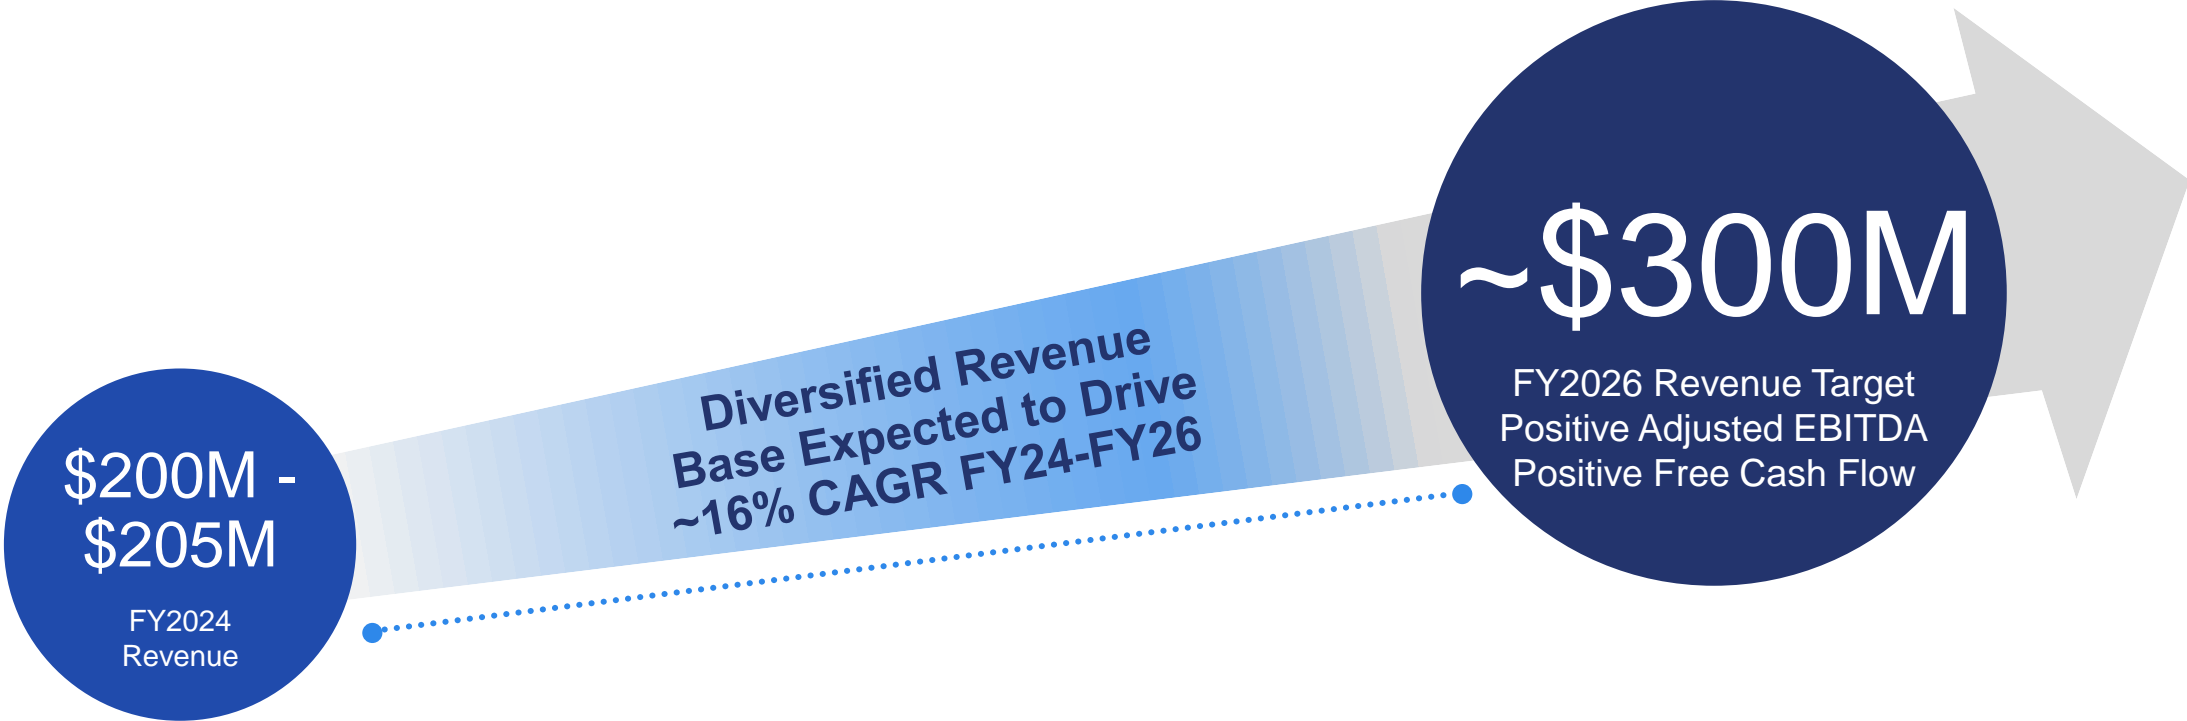 $200M -
$205M
FY2024
Revenue
Diversified Revenue
Base Expected to Drive
~16% CAGR FY24-FY26
~$300M
FY2026 Revenue Target
Positive Adjusted EBITDA
Positive Free Cash Flow